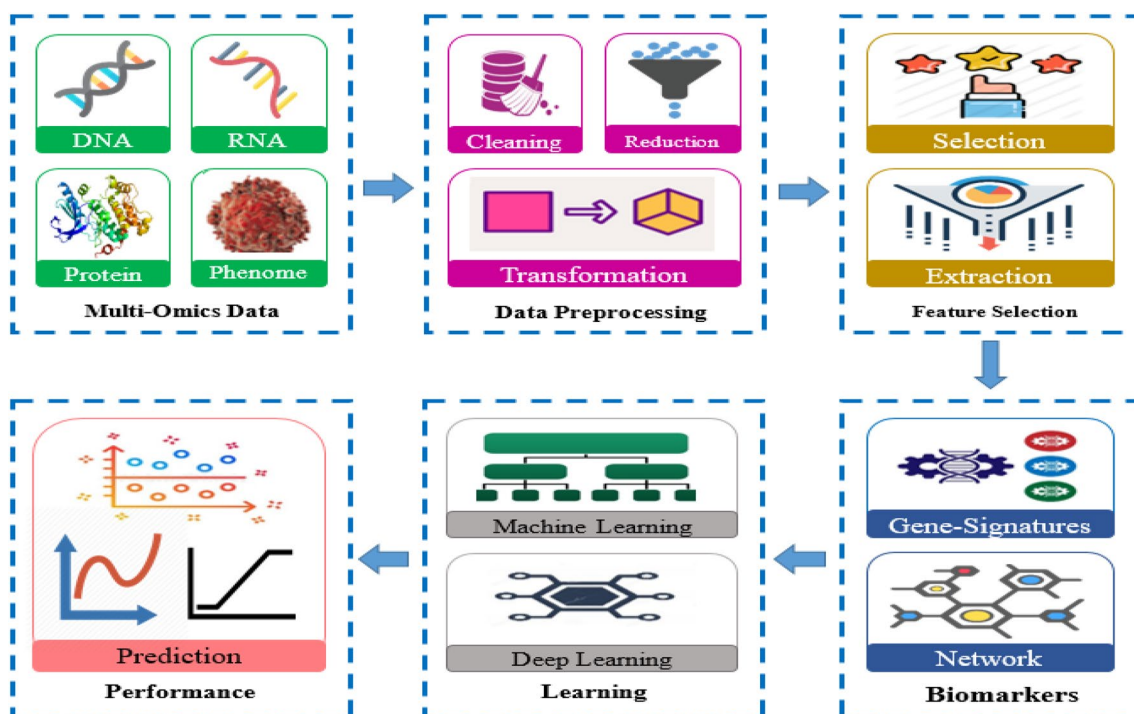 DNA
RNA
Protein
Phenome
Multi-Omics Data
Cleaning
Reduction
Transformation
Data Preprocessing
Selection
Extraction
Feature Selection
Gene-Signatures
Network
Biomarkers
Machine Learning
Deep Learning
Learning
Prediction
Performance